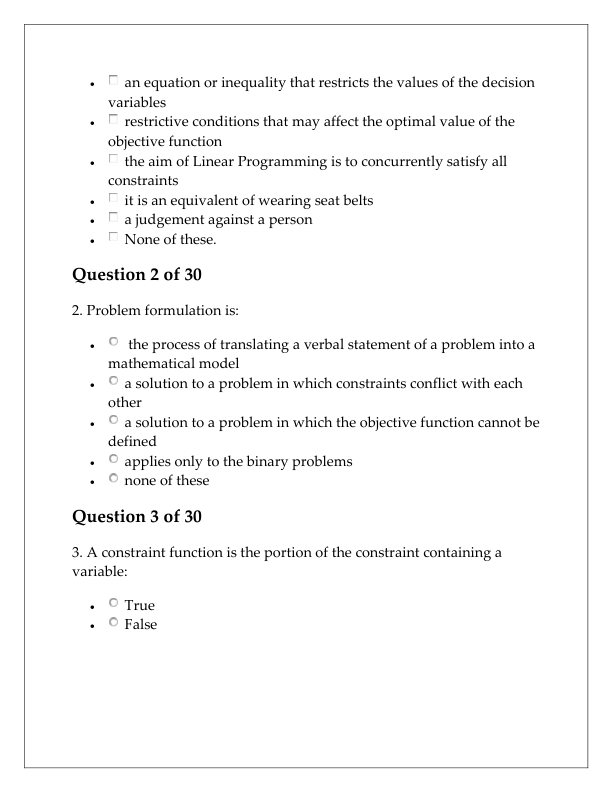 • an equation or inequality that restricts the values of the decision
variables
• restrictive conditions that may affect the optimal value of the
objective function
• the aim of Linear Programming is to concurrently satisfy all
constraints
• it is an equivalent of wearing seat belts
• a judgement against a person
• None of these.
Question 2 of 30
2. Problem formulation is:
• the process of translating a verbal statement of a problem into a
mathematical model
• a solution to a problem in which constraints conflict with each
other
• a solution to a problem in which the objective function cannot be
defined
• applies only to the binary problems
• none of these
Question 3 of 30
3. A constraint function is the portion of the constraint containing a
variable:
• True
• False